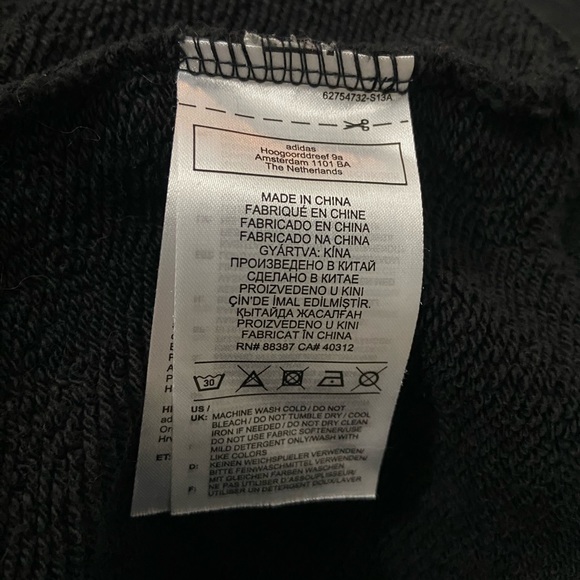 62754732-S13A
adidas
Hoogoorddreef 9a
Amsterdam 1101 BA
The Netherlands
MADE IN CHINA
FABRIQUÉ EN CHINE
FABRICADO EN CHINA
FABRICADO NA CHINA
GYÁRTVA: KÍNA
ПРОИЗВЕДЕНО В КИТАЙ
СДЕЛАНО В КИТАЕ
PROIZVEDENO U KINI
ÇİN'DE İMAL EDİLMİŞTİR.
ҚЫТАЙДА ЖАСАЛҒАН
PROIZVEDENO U KINI
FABRICAT ÎN CHINA
RN# 88387 CA# 40312
30
US /
UK: MACHINE WASH COLD / DO NOT
BLEACH / DO NOT TUMBLE DRY / COOL
IRON IF NEEDED / DO NOT DRY CLEAN
DO NOT USE FABRIC SOFTENER/USE
MILD DETERGENT ONLY/WASH WITH
LIKE COLORS
D: KEINEN WEICHSPUELER VERWENDEN/
BITTE FEINWASCHMITTEL VERWENDEN/
MIT GLEICHEN FARBEN WASCHEN
F: NE PAS UTILISER D'ASSOUPLISEUR/
UTILISER UN DETERGENT DOUX/LAVER
ET: